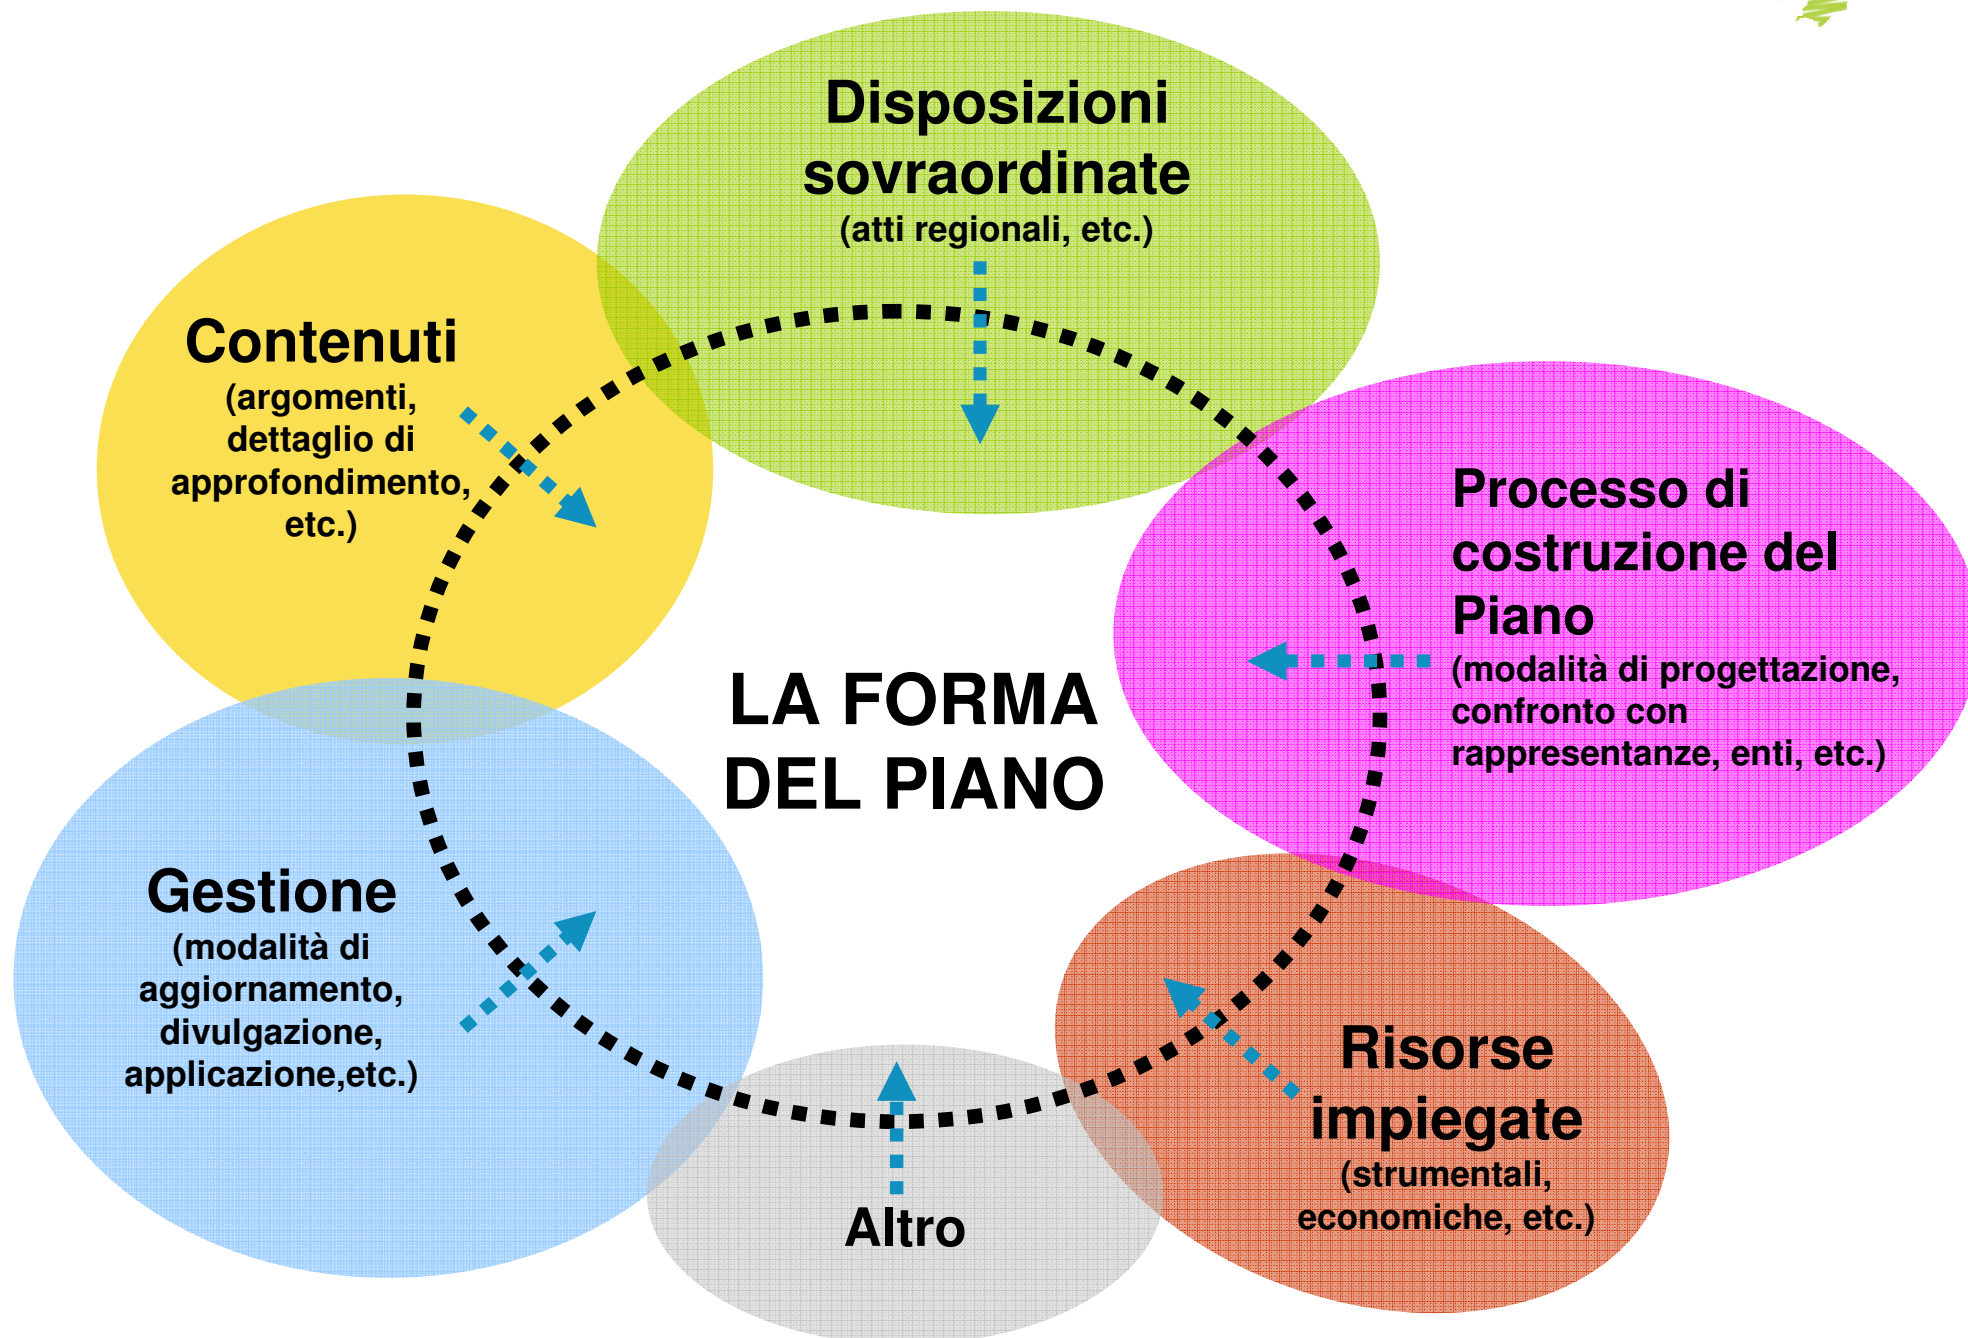 Disposizioni
sovraordinate
(atti regionali, etc.)
Contenuti
(argomenti,
dettaglio di
approfondimento,
etc.)
Processo di
costruzione del
Piano
(modalità di progettazione,
confronto con
rappresentanze, enti, etc.)
LA FORMA
DEL PIANO
Gestione
(modalità di
aggiornamento,
divulgazione,
applicazione,etc.)
Risorse
impiegate
(strumentali,
economiche, etc.)
Altro